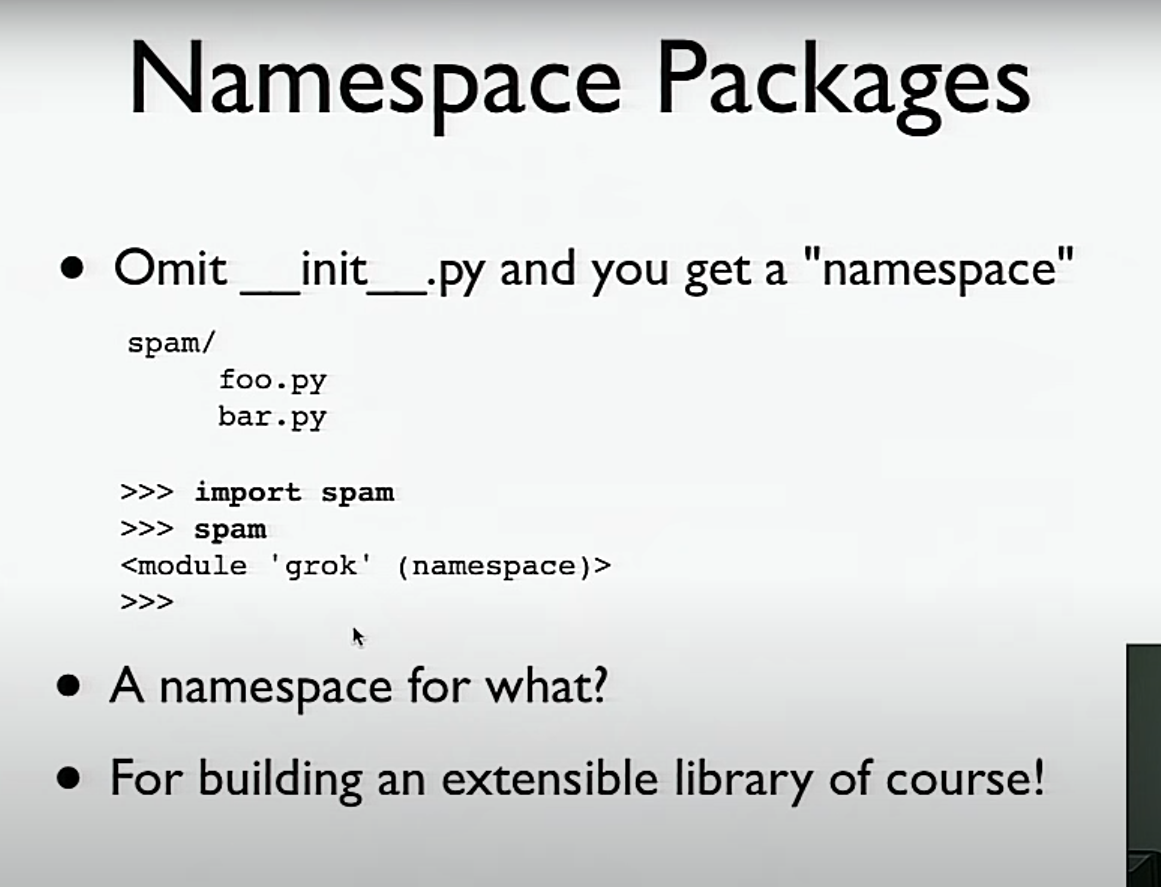 Namespace Packages
• Omit __init__.py and you get a "namespace"
spam/
foo.py
bar.py
>>> import spam
>>> spam
<module 'grok' (namespace)>
>>>
• A namespace for what?
• For building an extensible library of course!